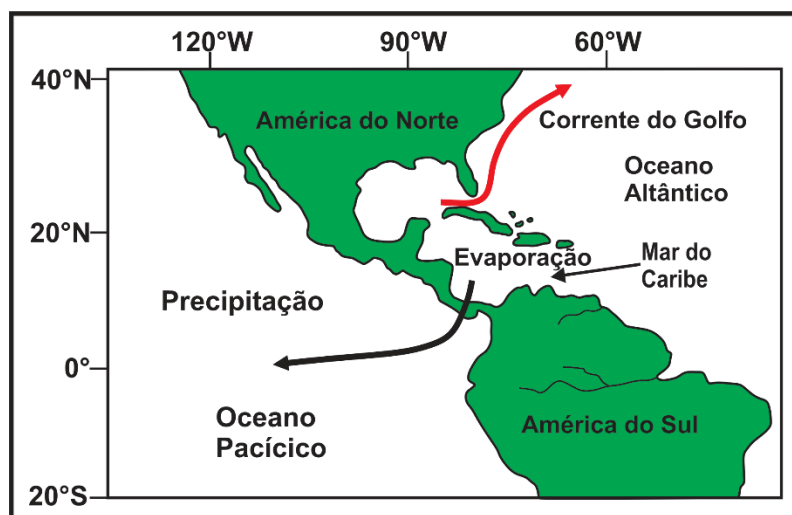 120°W 90°W 60°W
40°N
América do Norte
Corrente do Golfo
Oceano
Altântico
20°N
Evaporação
Mar do
Caribe
Precipitação
0°
Oceano
Pacícico
América do Sul
20°S